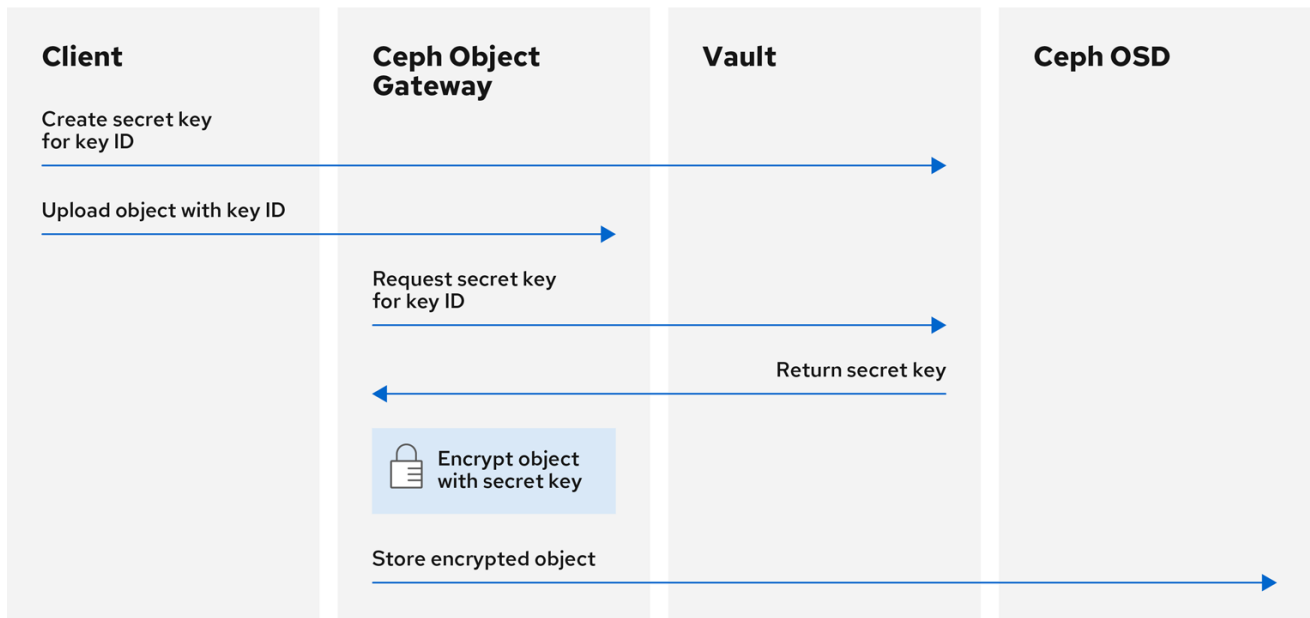 Client
Ceph Object
Gateway
Vault
Ceph OSD
Create secret key
for key ID
Upload object with key ID
Request secret key
for key ID
Return secret key
Encrypt object
with secret key
Store encrypted object